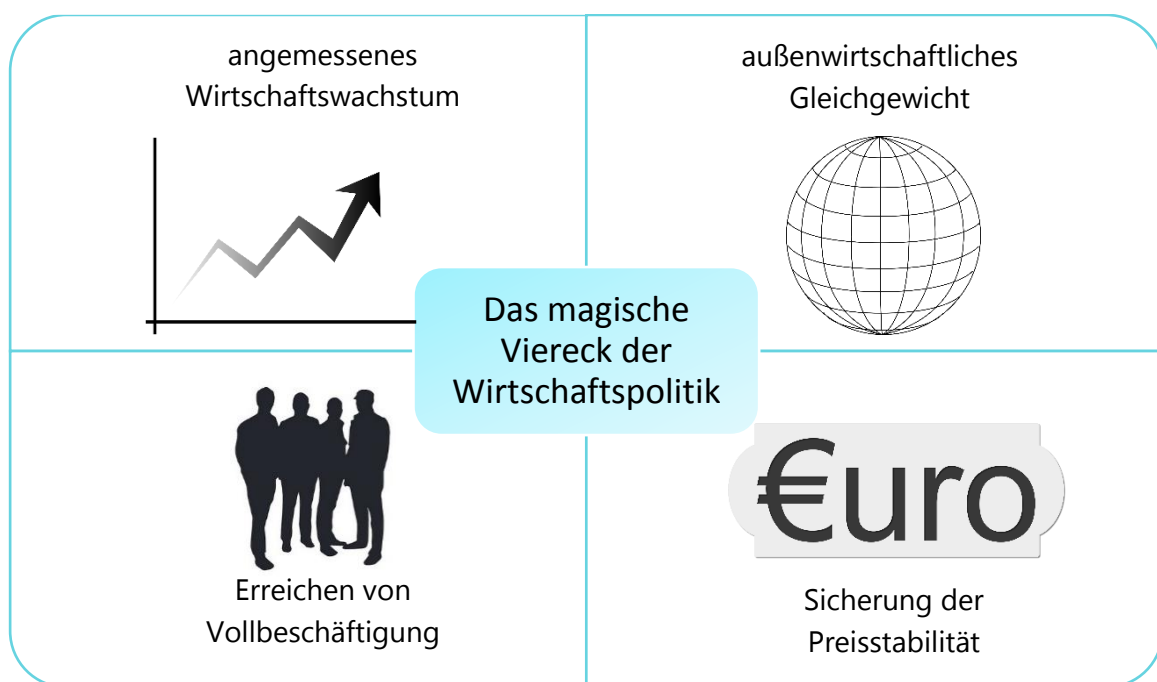 angemessenes
Wirtschaftswachstum
außenwirtschaftliches
Gleichgewicht
Das magische
Viereck der
Wirtschaftspolitik
Erreichen von
Vollbeschäftigung
€uro
Sicherung der
Preisstabilität